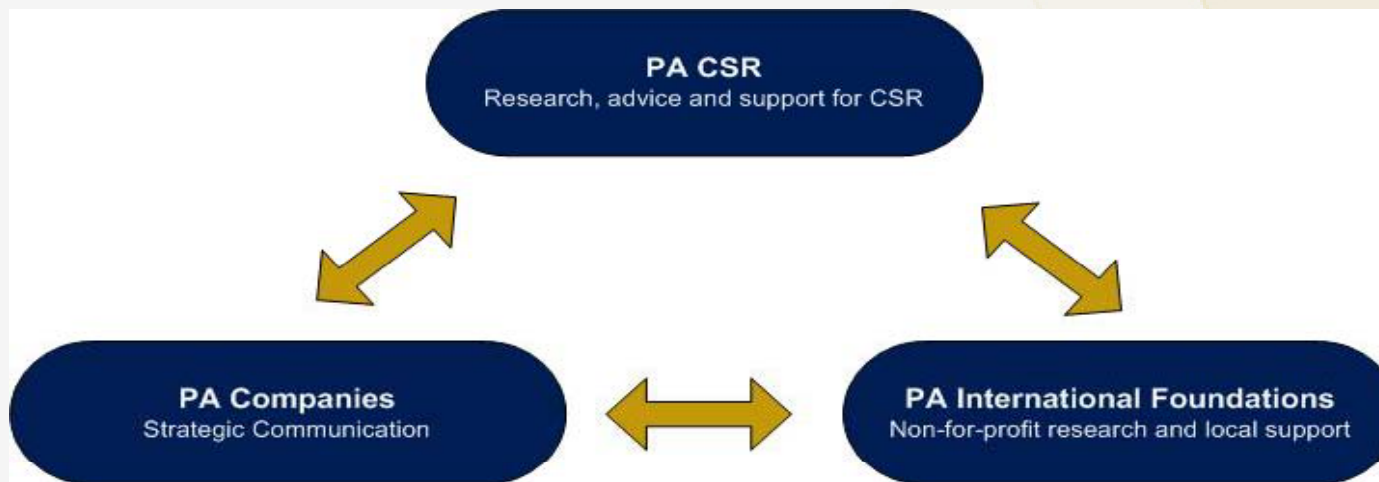 PA CSR
Research, advice and support for CSR
PA Companies
Strategic Communication
PA International Foundations
Non-for-profit research and local support